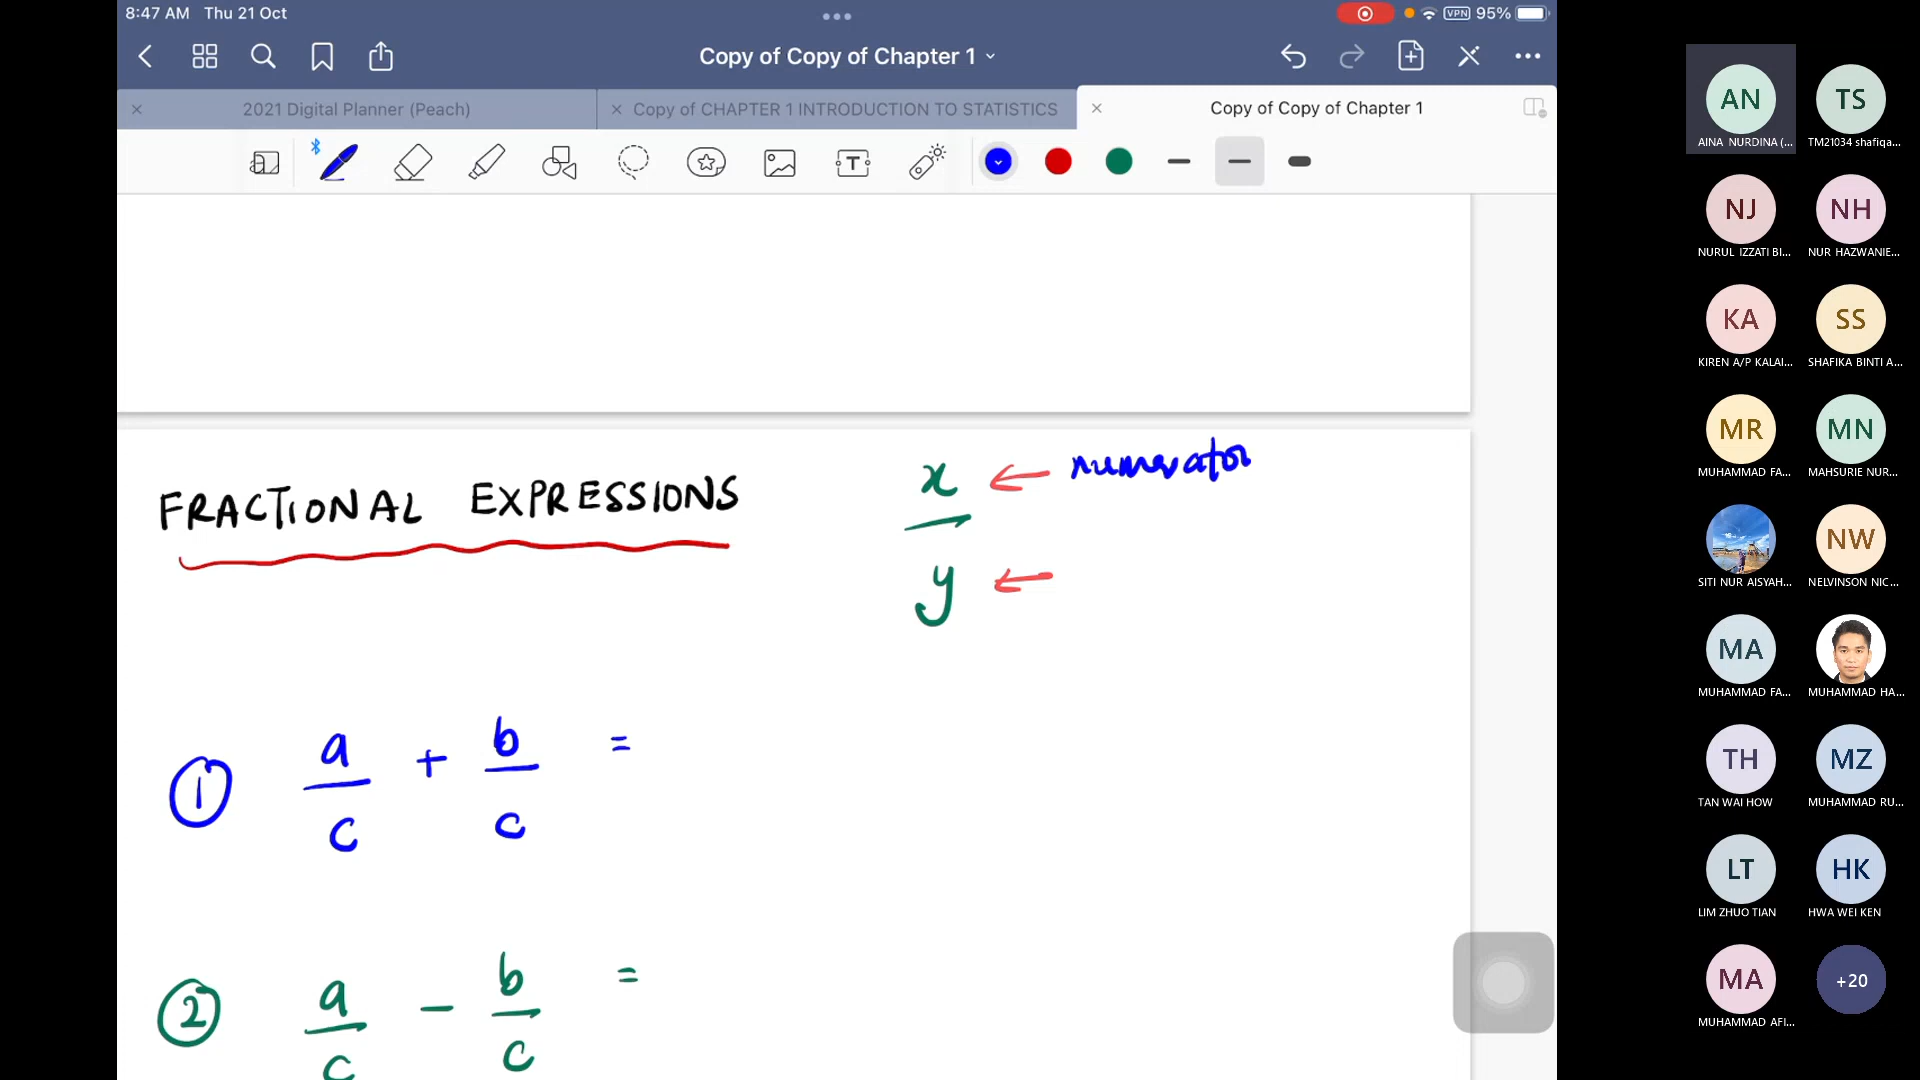 8:47 AM Thu 21 Oct
VPN 95%
Copy of Copy of Chapter 1
2021 Digital Planner (Peach)
Copy of CHAPTER 1 INTRODUCTION TO STATISTICS
Copy of Copy of Chapter 1
a
T
FRACTIONAL EXPRESSIONS
x ← numerator
y ←
① a/c + b/c =
② a/c - b/c =
AN
AINA NURDINA (...
TS
TM21034 shafiqa...
NJ
NURUL IZZATI BI...
NH
NUR HAZWANIE...
KA
KIREN A/P KALAI...
SS
SHAFIKA BINTI A...
MR
MUHAMMAD FA...
MN
MAHSURIE NUR...
SITI NUR AISYAH...
NW
NELVINSON NIC...
MA
MUHAMMAD FA...
MUHAMMAD HA...
TH
TAN WAI HOW
MZ
MUHAMMAD RU...
LT
LIM ZHUO TIAN
HK
HWA WEI KEN
MA
MUHAMMAD AFI...
+20